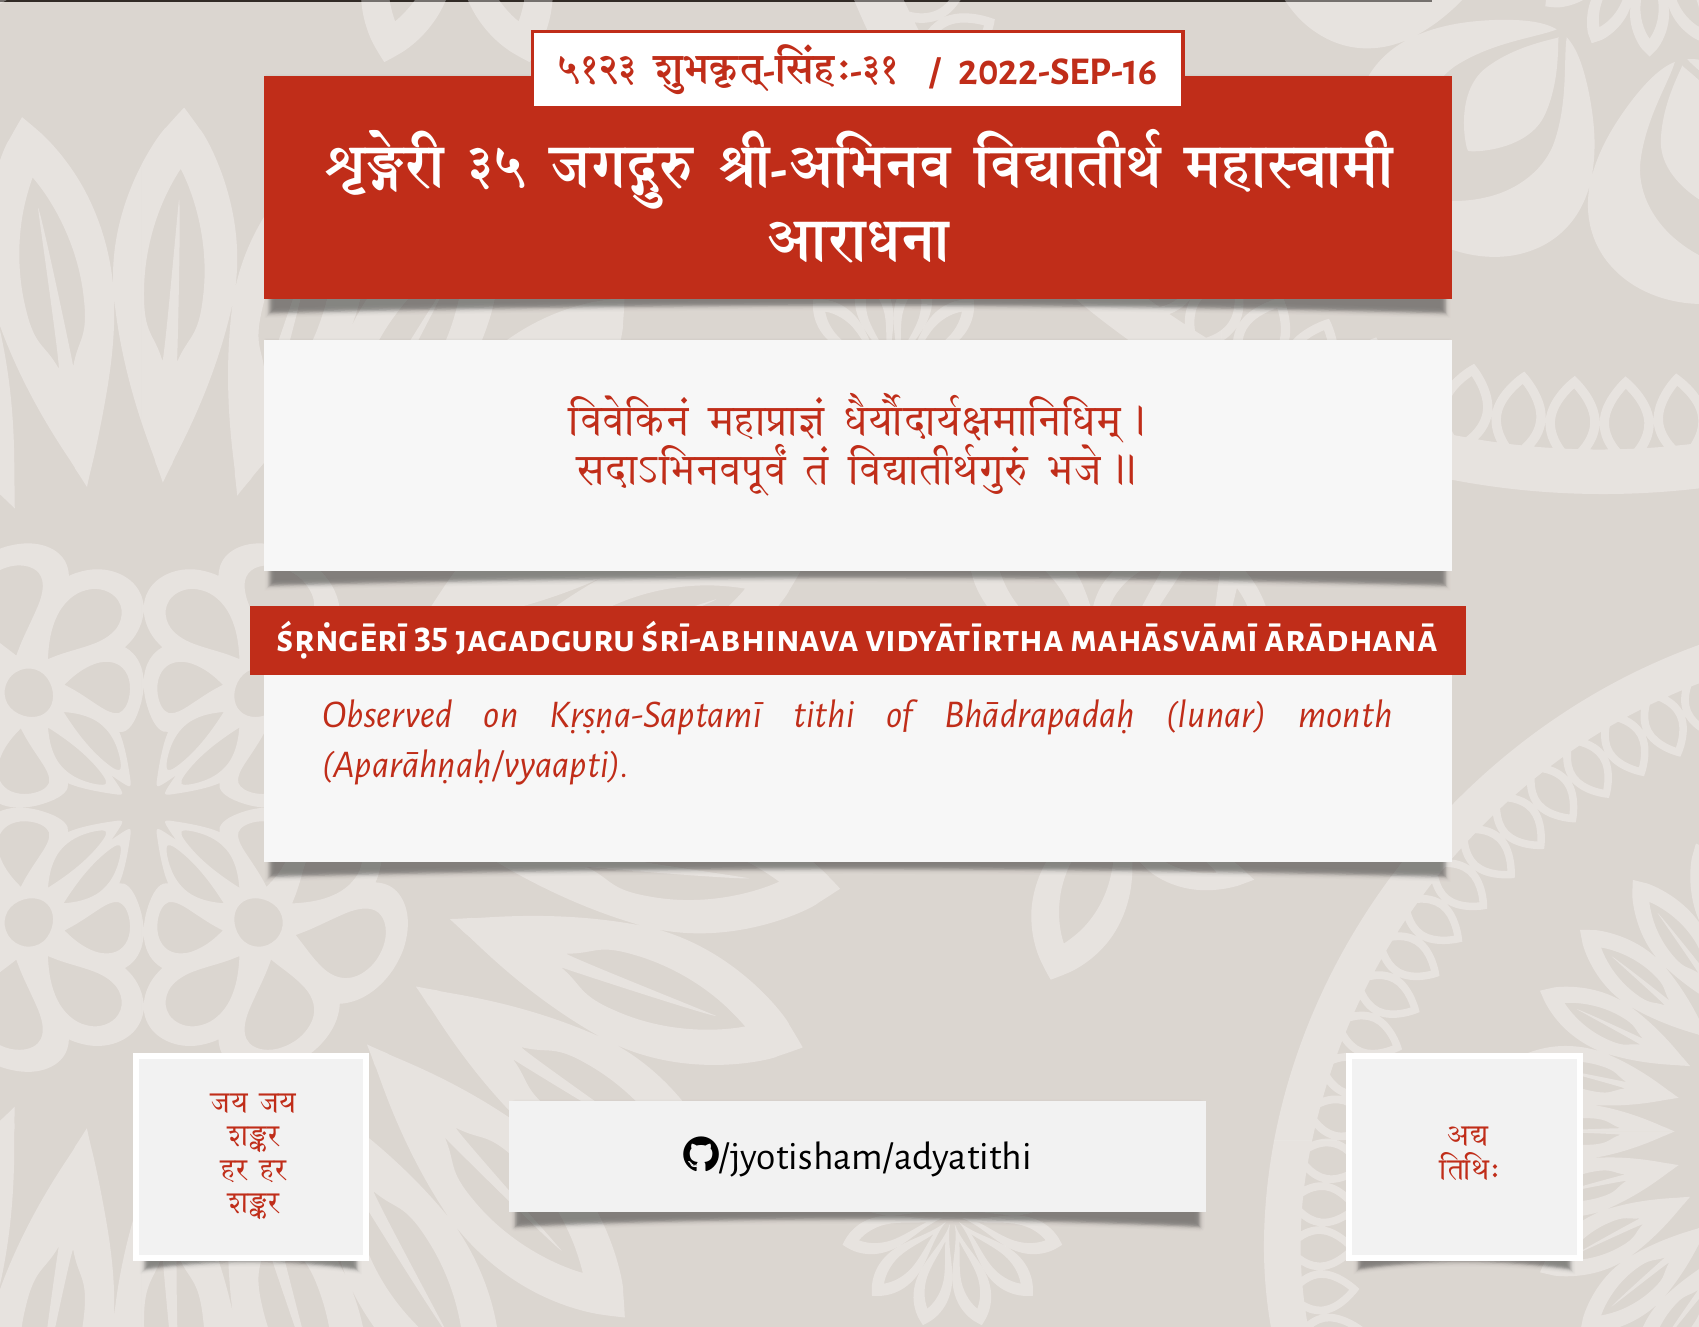 ५१२३ शुभकृत्-सिंहः-३१ / 2022-SEP-16
शृङ्गेरी ३५ जगद्गुरु श्री-अभिनव विद्यातीर्थ महास्वामी
आराधना
विवेकिनं महाप्राज्ञं धैर्यौदार्यक्षमानिधिम् ।
सदाऽभिनवपूर्वं तं विद्यातीर्थगुरुं भजे ॥
ŚṚṄGĒRĪ 35 JAGADGURU ŚRĪ-ABHINAVA VIDYĀTĪRTHA MAHĀSVĀMĪ ĀRĀDHANĀ
Observed on Kṛṣṇa-Saptamī tithi of Bhādrapadaḥ (lunar) month
(Aparāhṇaḥ/vyaapti).
जय जय
शङ्कर
हर हर
शङ्कर
/jyotisham/adyatithi
अद्य
तिथिः